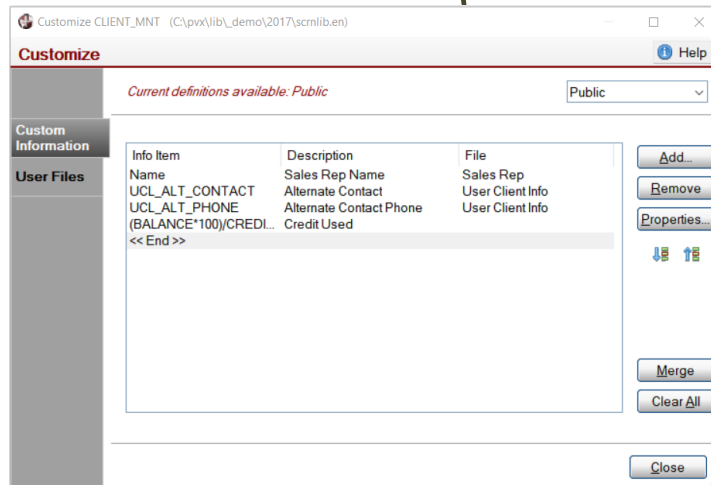 Customize CLIENT_MNT (C:\pvx\lib\_demo\2017\scrnlib.en)
Customize
Help
Current definitions available: Public
Public
Custom
Information
User Files
Info Item Description File
Name Sales Rep Name Sales Rep
UCL_ALT_CONTACT Alternate Contact User Client Info
UCL_ALT_PHONE Alternate Contact Phone User Client Info
(BALANCE*100)/CREDI... Credit Used
<< End >>
Add...
Remove
Properties...
Merge
Clear All
Close